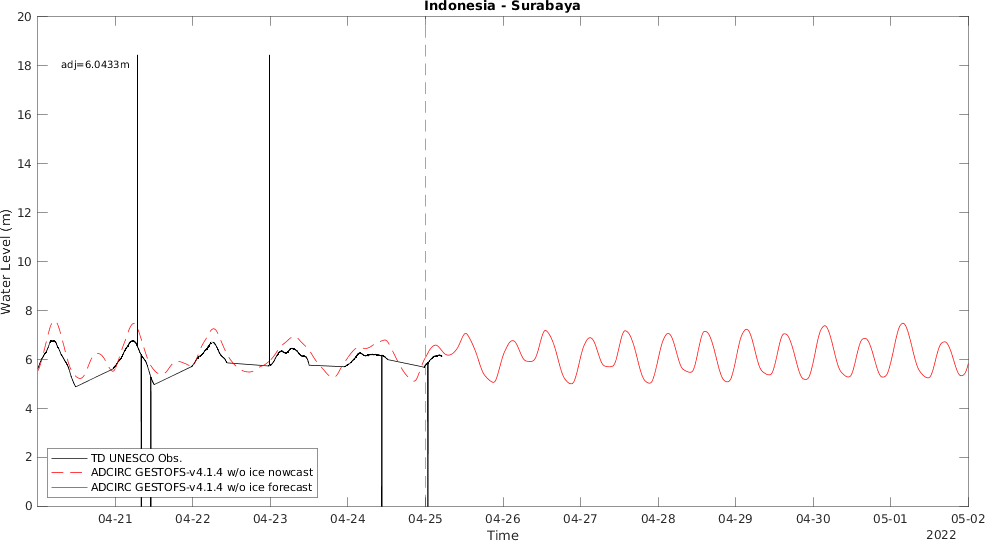 Indonesia - Surabaya
20
18
16
14
12
10
8
6
4
2
0
Water Level (m)
adj=6.0433m
TD UNESCO Obs.
ADCIRC GESTOFS-v4.1.4 w/o ice nowcast
ADCIRC GESTOFS-v4.1.4 w/o ice forecast
04-21 04-22 04-23 04-24 04-25 04-26 04-27 04-28 04-29 04-30 05-01 05-02
Time
2022